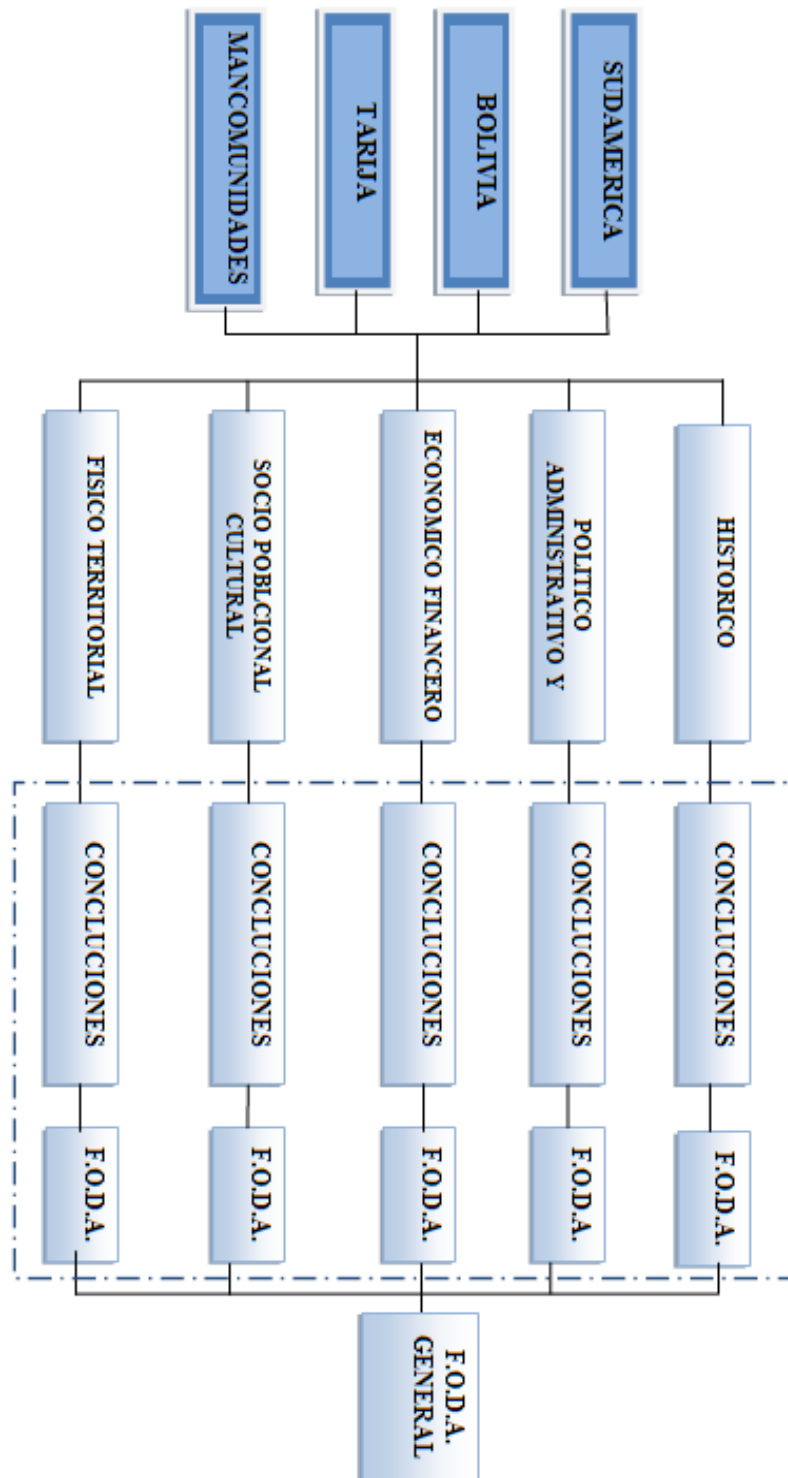 SUDAMERICA
BOLIVIA
TARIJA
MANCOMUNIDADES
HISTORICO
POLITICO
ADMINISTRATIVO Y
ECONOMICO FINANCERO
SOCIO POBLCIONAL
CULTURAL
FISICO TERRITORIAL
CONCLUCIONES
CONCLUCIONES
CONCLUCIONES
CONCLUCIONES
CONCLUCIONES
F.O.D.A.
F.O.D.A.
F.O.D.A.
F.O.D.A.
F.O.D.A.
F.O.D.A.
GENERAL